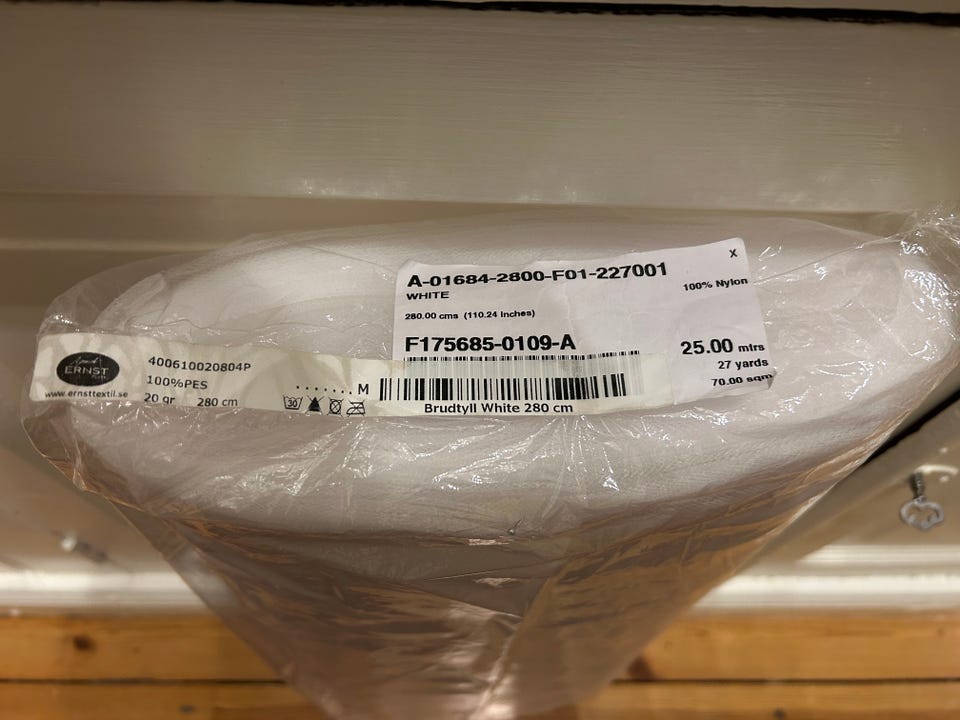 X
A-01684-2800-F01-227001
WHITE
100% Nylon
280.00 cms (110.24 Inches)
F175685-0109-A
25.00 mtrs
27 yards
70.00 sqm
ERNST
www.ernsttextil.se
400610020804P
100%PES
20 gr 280 cm
....... M
30
Brudtyll White 280 cm